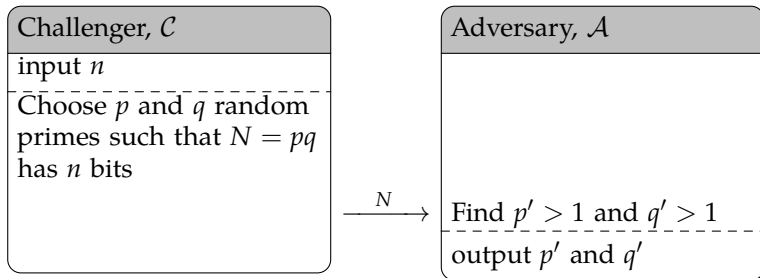 Challenger, 𝒞
input n
Choose p and q random
primes such that N = pq
has n bits
N
Adversary, 𝒜
Find p′ > 1 and q′ > 1
output p′ and q′